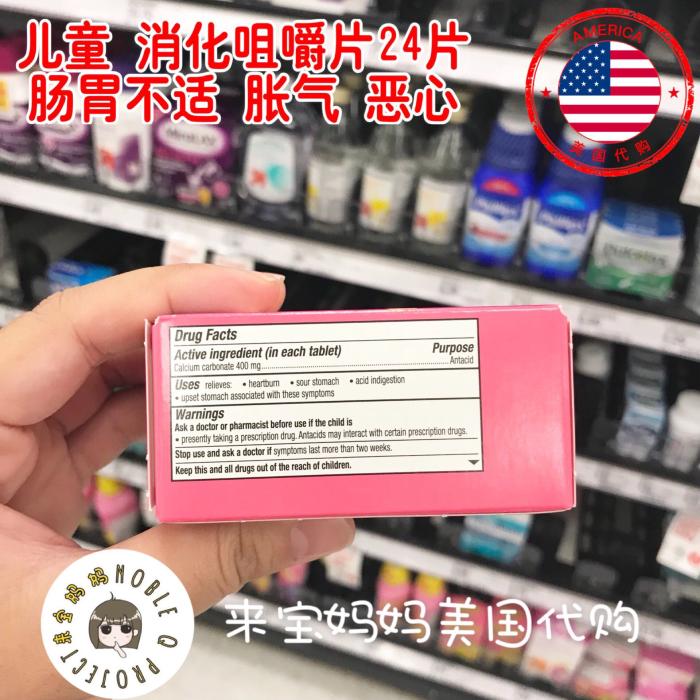 儿童 消化咀嚼片24片
肠胃不适 胀气 恶心
AMERICA
美国代购
Drug Facts
Active ingredient (in each tablet) Purpose
Calcium carbonate 400 mg Antacid
Uses relieves: • heartburn • sour stomach • acid indigestion
• upset stomach associated with these symptoms
Warnings
Ask a doctor or pharmacist before use if the child is
• presently taking a prescription drug. Antacids may interact with certain prescription drugs.
Stop use and ask a doctor if symptoms last more than two weeks.
Keep this and all drugs out of the reach of children.
来宝妈妈 NOBLE Q PROJECT
来宝妈妈美国代购